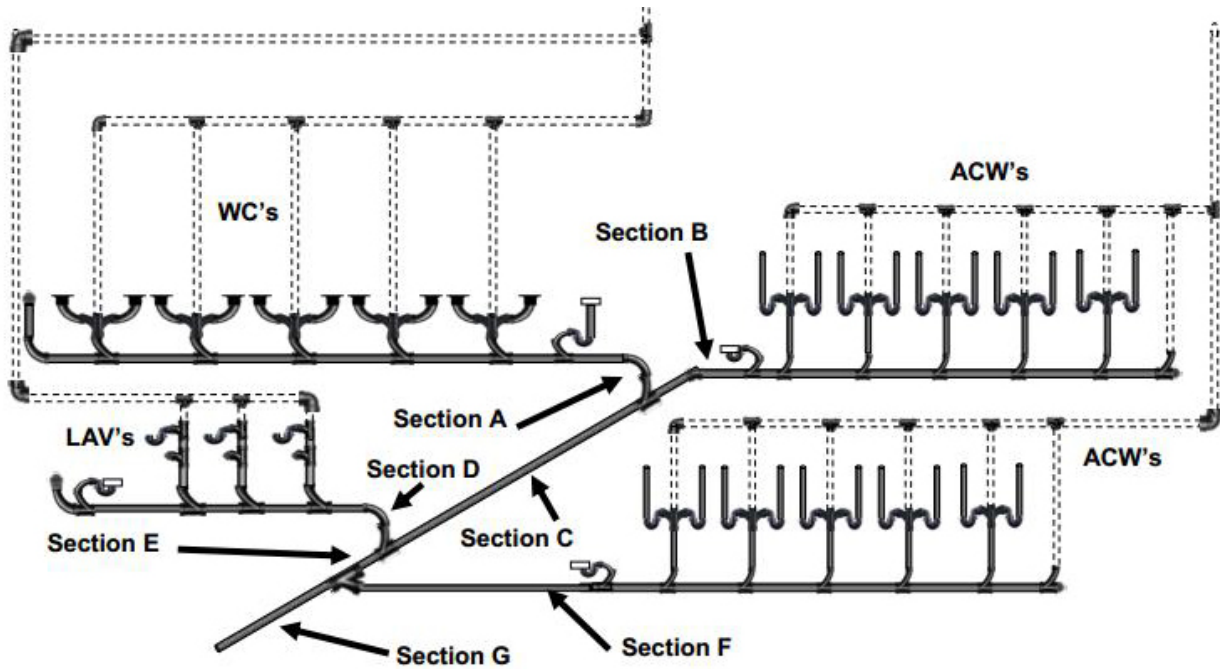 ACW's
WC's
Section B
Section A
LAV's
ACW's
Section D
Section C
Section E
Section F
Section G